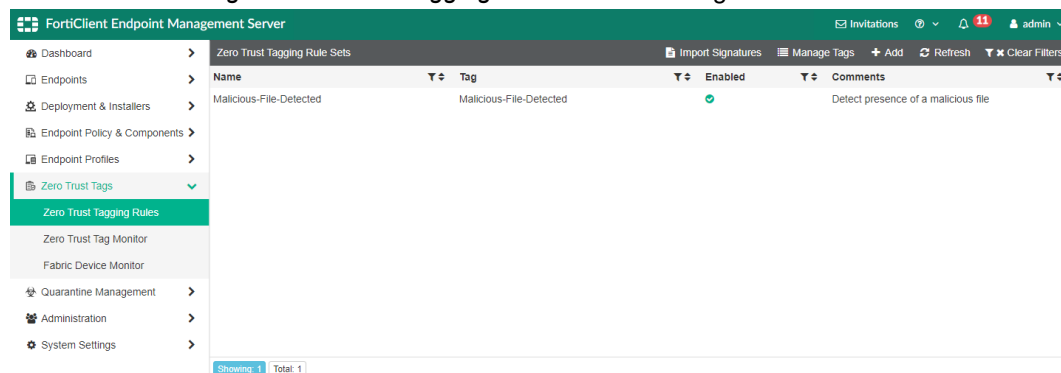 FortiClient Endpoint Management Server
Invitations
11
admin
Dashboard
Endpoints
Deployment & Installers
Endpoint Policy & Components
Endpoint Profiles
Zero Trust Tags
Zero Trust Tagging Rules
Zero Trust Tag Monitor
Fabric Device Monitor
Quarantine Management
Administration
System Settings
Zero Trust Tagging Rule Sets
Import Signatures
Manage Tags
Add
Refresh
Clear Filters
Name
Tag
Enabled
Comments
Malicious-File-Detected
Malicious-File-Detected
Detect presence of a malicious file
Showing: 1
Total: 1